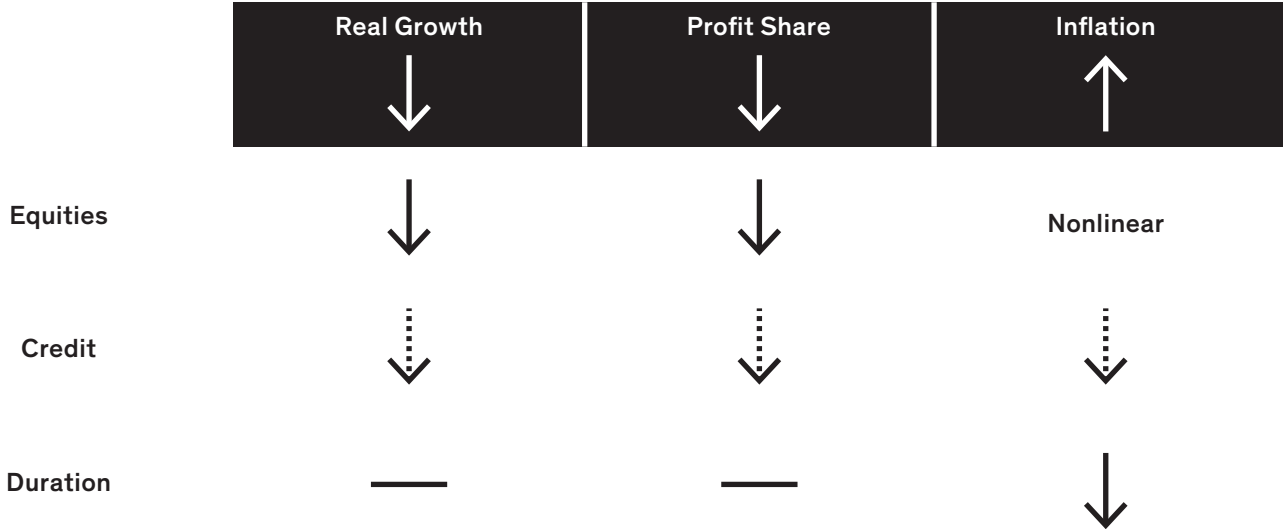 Real Growth
Profit Share
Inflation
Equities
Nonlinear
Credit
Duration